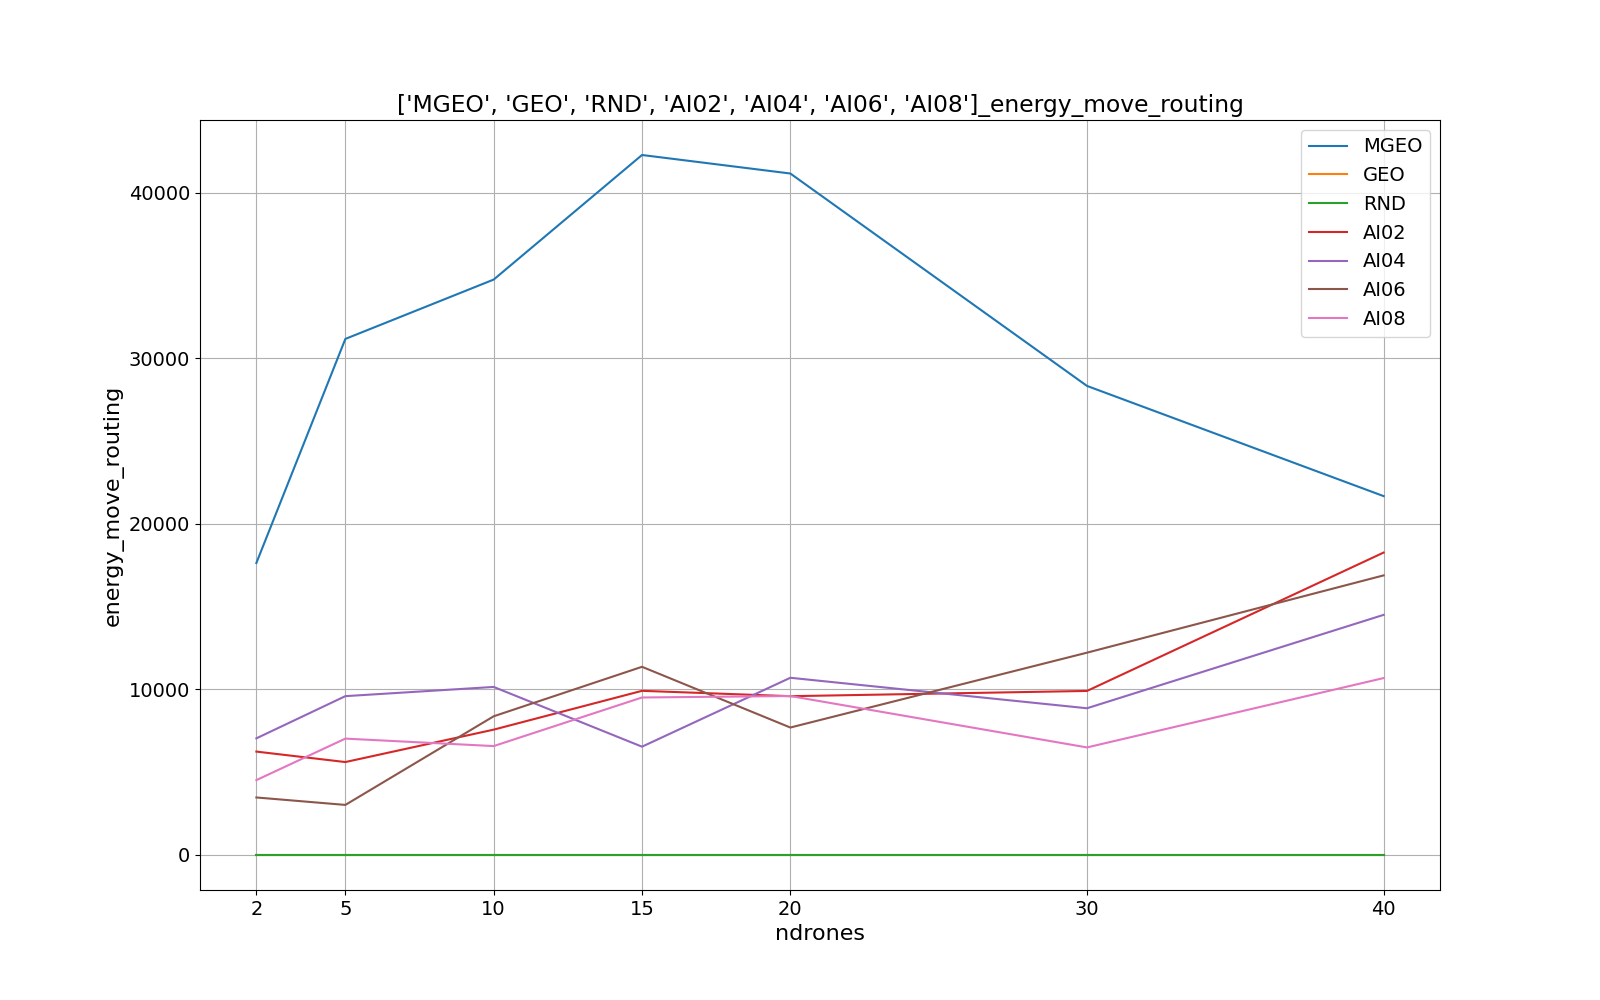 ['MGEO', 'GEO', 'RND', 'AI02', 'AI04', 'AI06', 'AI08']_energy_move_routing
MGEO
GEO
RND
AI02
AI04
AI06
AI08
energy_move_routing
40000
30000
20000
10000
0
2 5 10 15 20 30 40
ndrones